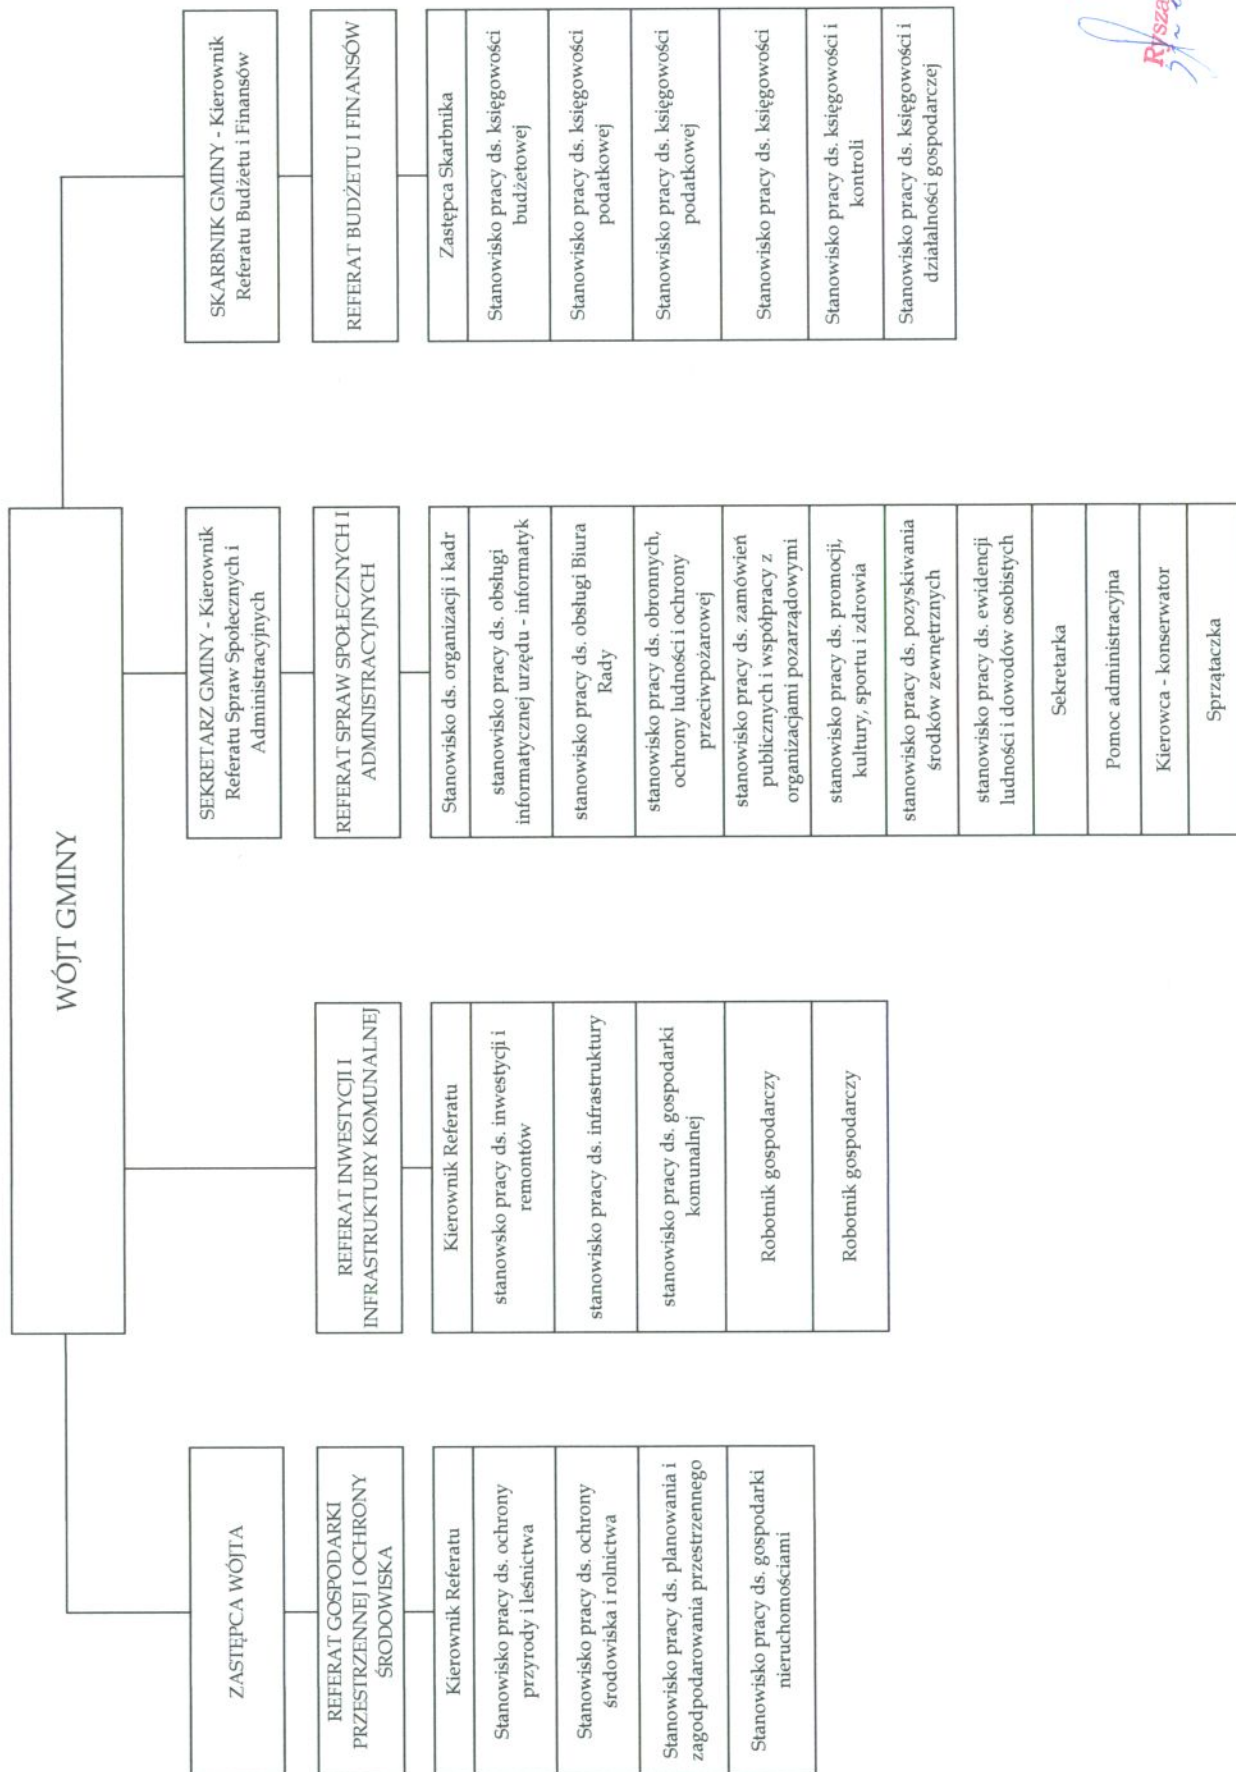 WÓJT GMINY
ZASTĘPCA WÓJTA
REFERAT GOSPODARKI
PRZESTRZENNEJ I OCHRONY
ŚRODOWISKA
Kierownik Referatu
Stanowisko pracy ds. ochrony
przyrody i leśnictwa
Stanowisko pracy ds. ochrony
środowiska i rolnictwa
Stanowisko pracy ds. planowania i
zagodpodarowania przestrzennego
Stanowisko pracy ds. gospodarki
nieruchomościami
REFERAT INWESTYCJI I
INFRASTRUKTURY KOMUNALNEJ
Kierownik Referatu
stanowsko pracy ds. inwestycji i
remontów
stanowisko pracy ds. infrastruktury
stanowisko pracy ds. gospodarki
komunalnej
Robotnik gospodarczy
Robotnik gospodarczy
SEKRETARZ GMINY - Kierownik
Referatu Spraw Społecznych i
Administracyjnych
REFERAT SPRAW SPOŁECZNYCH I
ADMINISTRACYJNYCH
Stanowisko ds. organizacji i kadr
stanowisko pracy ds. obsługi
informatycznej urzędu - informatyk
stanowisko pracy ds. obsługi Biura
Rady
stanowisko pracy ds. obronnych,
ochrony ludności i ochrony
przeciwpożarowej
stanowisko pracy ds. zamówień
publicznych i współpracy z
organizacjami pozarządowymi
stanowisko pracy ds. promocji,
kultury, sportu i zdrowia
stanowisko pracy ds. pozyskiwania
środków zewnętrznych
stanowisko pracy ds. ewidencji
ludności i dowodów osobistych
Sekretarka
Pomoc administracyjna
Kierowca - konserwator
Sprzątaczka
SKARBNIK GMINY - Kierownik
Referatu Budżetu i Finansów
REFERAT BUDŻETU I FINANSÓW
Zastępca Skarbnika
Stanowisko pracy ds. księgowości
budżetowej
Stanowisko pracy ds. księgowości
podatkowej
Stanowisko pracy ds. księgowości
podatkowej
Stanowisko pracy ds. księgowości
Stanowisko pracy ds. księgowości i
kontroli
Stanowisko pracy ds. księgowości i
działalności gospodarczej
Rysza